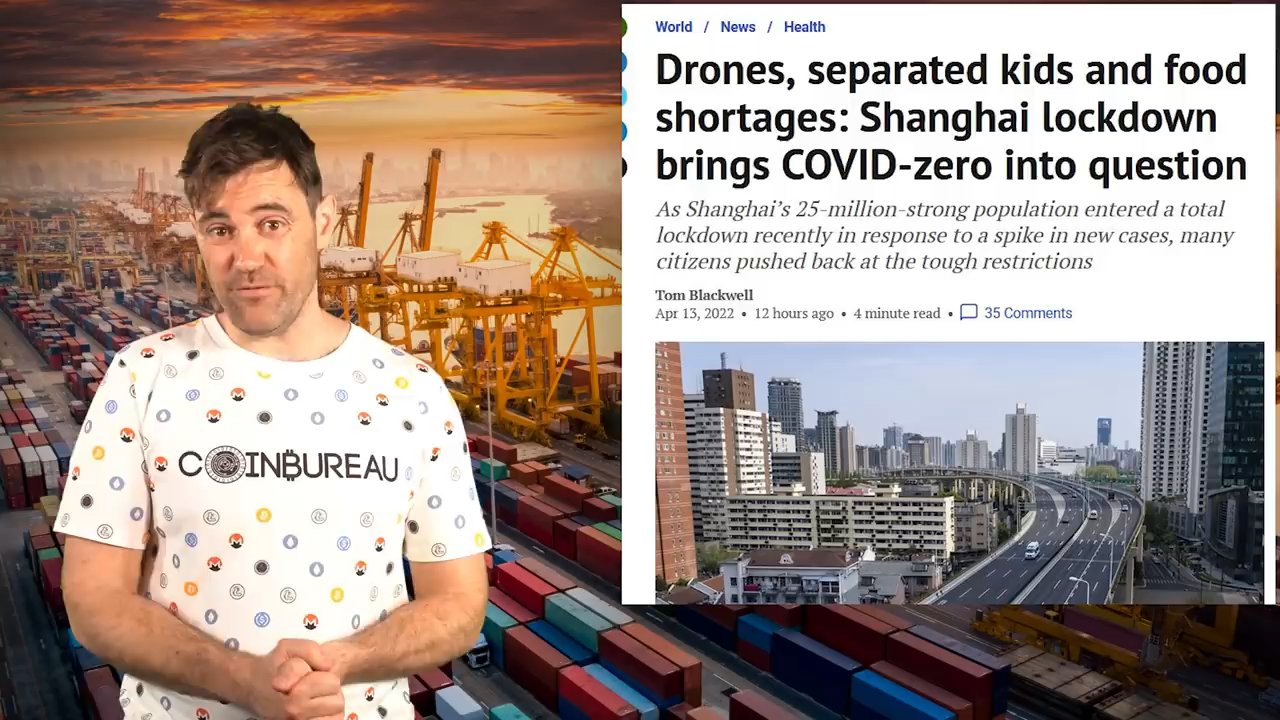 World / News / Health
Drones, separated kids and food
shortages: Shanghai lockdown
brings COVID-zero into question
As Shanghai’s 25-million-strong population entered a total
lockdown recently in response to a spike in new cases, many
citizens pushed back at the tough restrictions
Tom Blackwell
Apr 13, 2022 • 12 hours ago • 4 minute read • 35 Comments
COINBUREAU